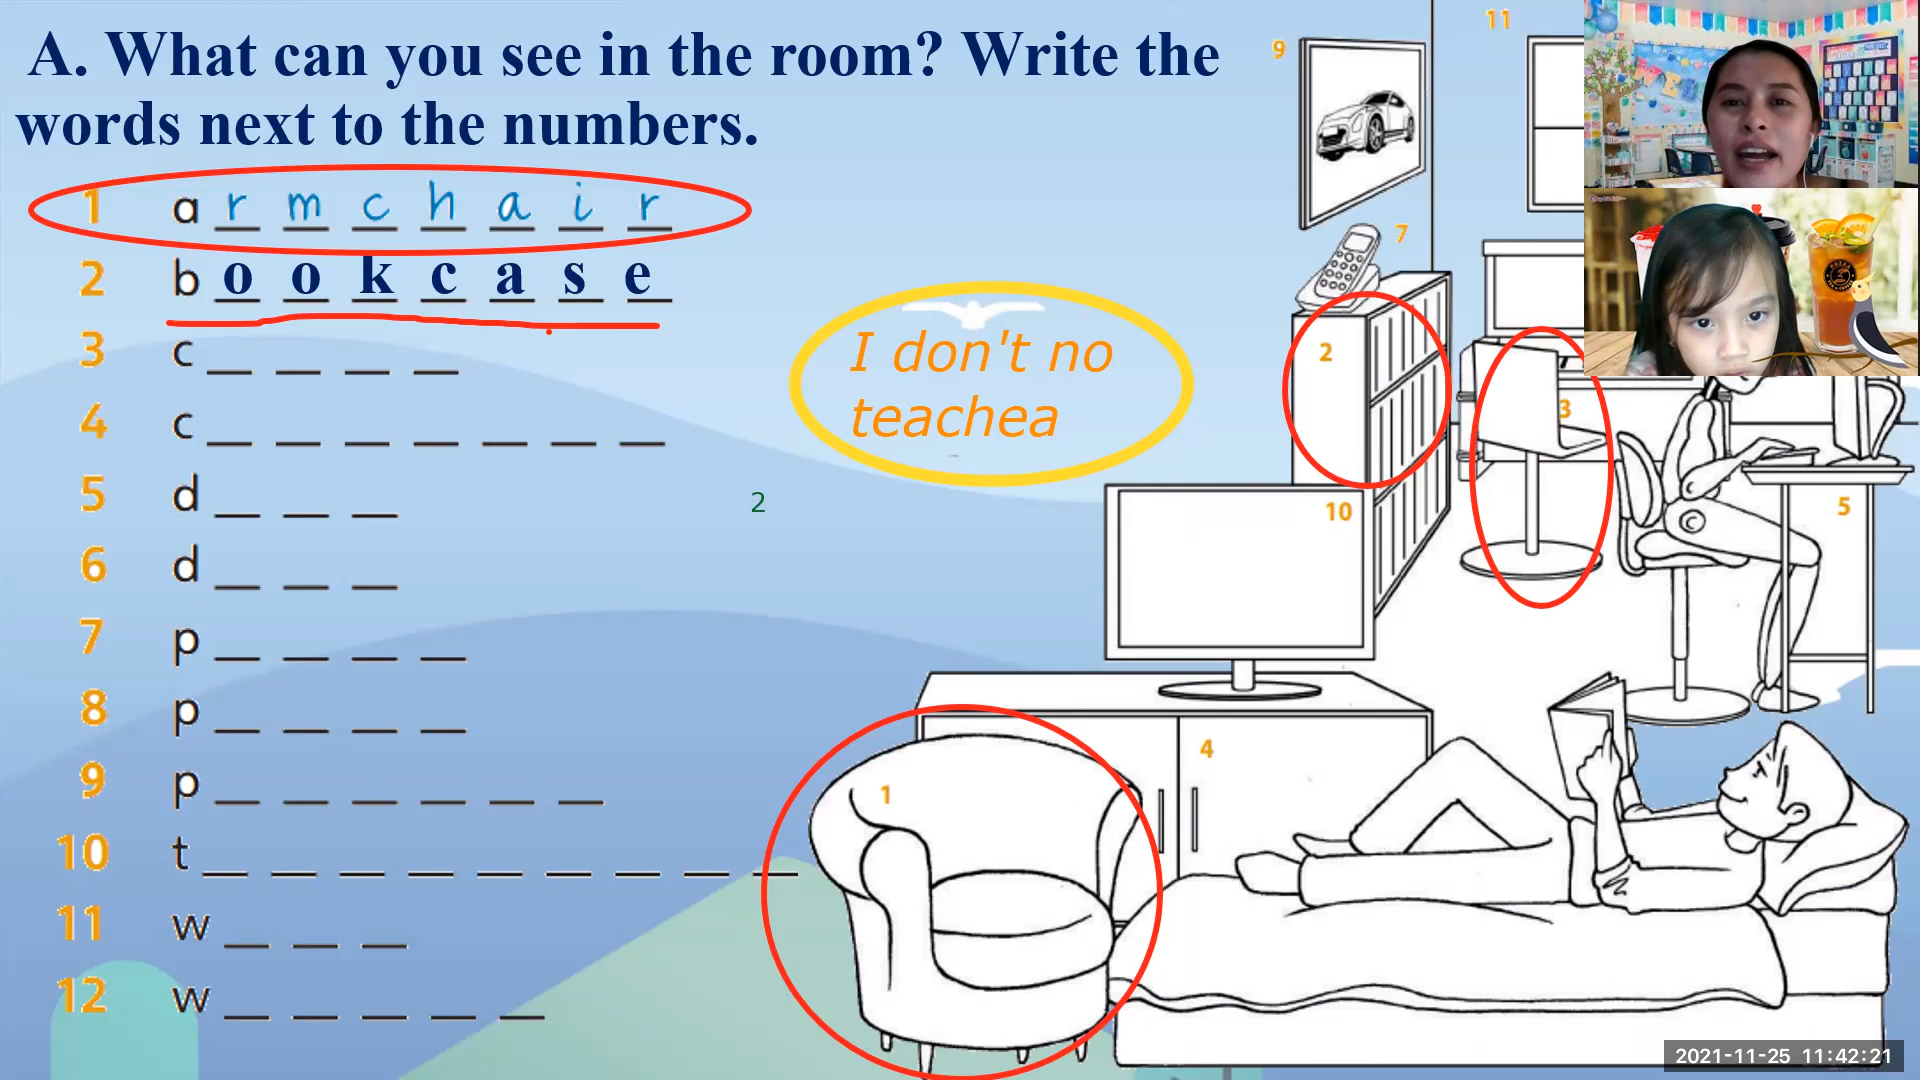 A. What can you see in the room? Write the
words next to the numbers.
1 a r m c h a i r
2 b o o k c a s e
3 c _ _ _ _
4 c _ _ _ _ _ _ _
5 d _ _ _
6 d _ _ _
7 p _ _ _ _
8 p _ _ _ _
9 p _ _ _ _ _ _
10 t _ _ _ _ _ _ _ _ _
11 w _ _ _
12 w _ _ _ _ _
I don't no
teachea
2
9
11
7
2
3
10
5
4
1
2021-11-25 11:42:21